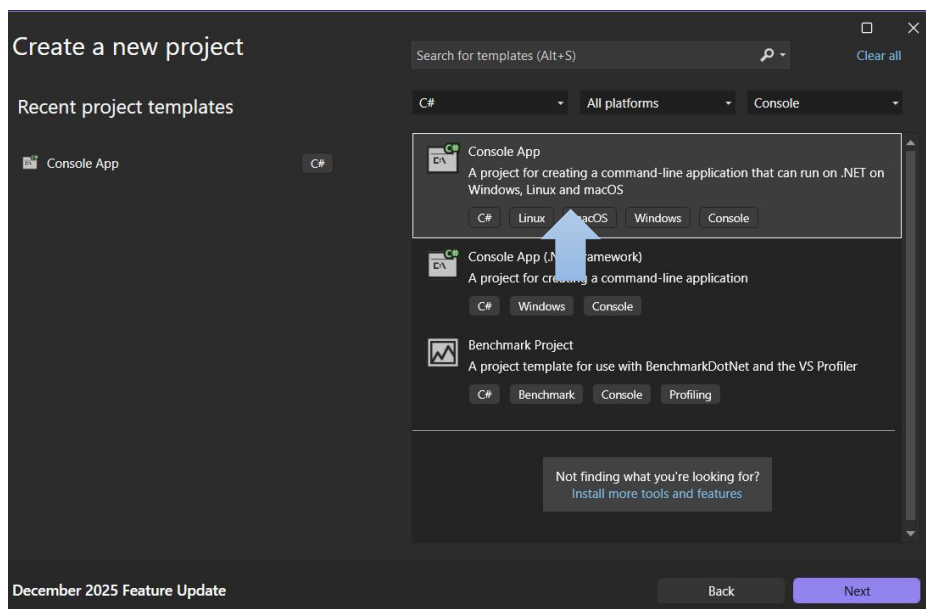 Create a new project
Search for templates (Alt+S)
Clear all
Recent project templates
C#
All platforms
Console
Console App
C#
Console App
A project for creating a command-line application that can run on .NET on
Windows, Linux and macOS
C#
Linux
macOS
Windows
Console
Console App (.N ramework)
A project for creating a command-line application
C#
Windows
Console
Benchmark Project
A project template for use with BenchmarkDotNet and the VS Profiler
C#
Benchmark
Console
Profiling
Not finding what you're looking for?
Install more tools and features
December 2025 Feature Update
Back
Next